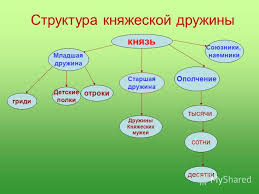 Структура княжеской дружины
князь
Младшая
дружина
Старшая
дружина
Ополчение
Союзники,
наемники
гриди
Детские
полки
отроки
Дружины
Княжеских
мужей
тысячи
сотни
десятки
MyShared